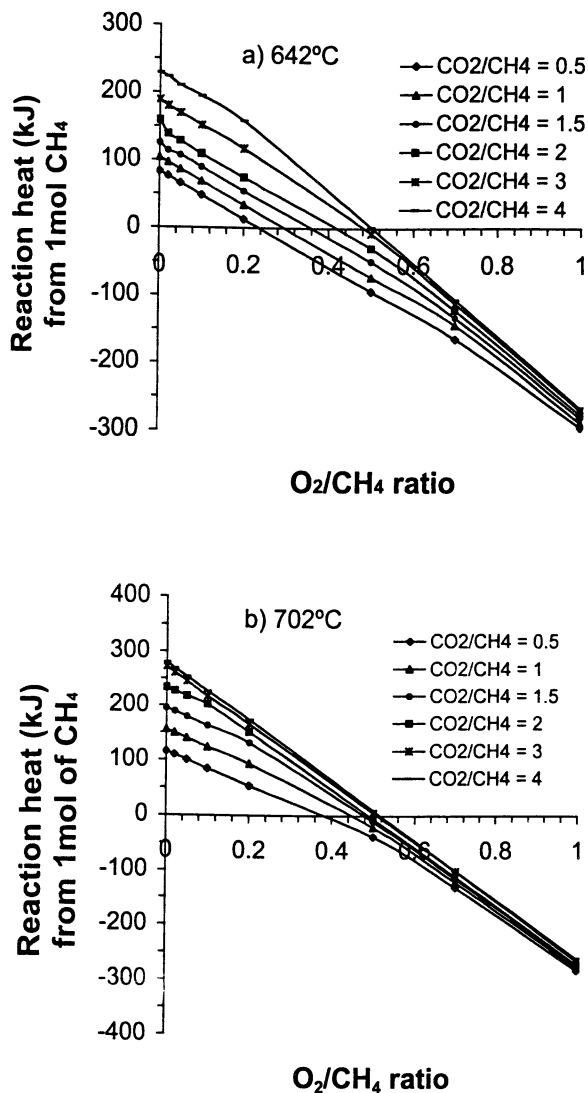 Reaction heat (kJ)
from 1mol CH₄
300
200
100
0
-100
-200
-300
a) 642ºC
CO2/CH4 = 0.5
CO2/CH4 = 1
CO2/CH4 = 1.5
CO2/CH4 = 2
CO2/CH4 = 3
CO2/CH4 = 4
0 0.2 0.4 0.6 0.8 1
O₂/CH₄ ratio
Reaction heat (kJ)
from 1mol of CH₄
400
300
200
100
0
-100
-200
-300
-400
b) 702ºC
CO2/CH4 = 0.5
CO2/CH4 = 1
CO2/CH4 = 1.5
CO2/CH4 = 2
CO2/CH4 = 3
CO2/CH4 = 4
0 0.2 0.4 0.6 0.8 1
O₂/CH₄ ratio